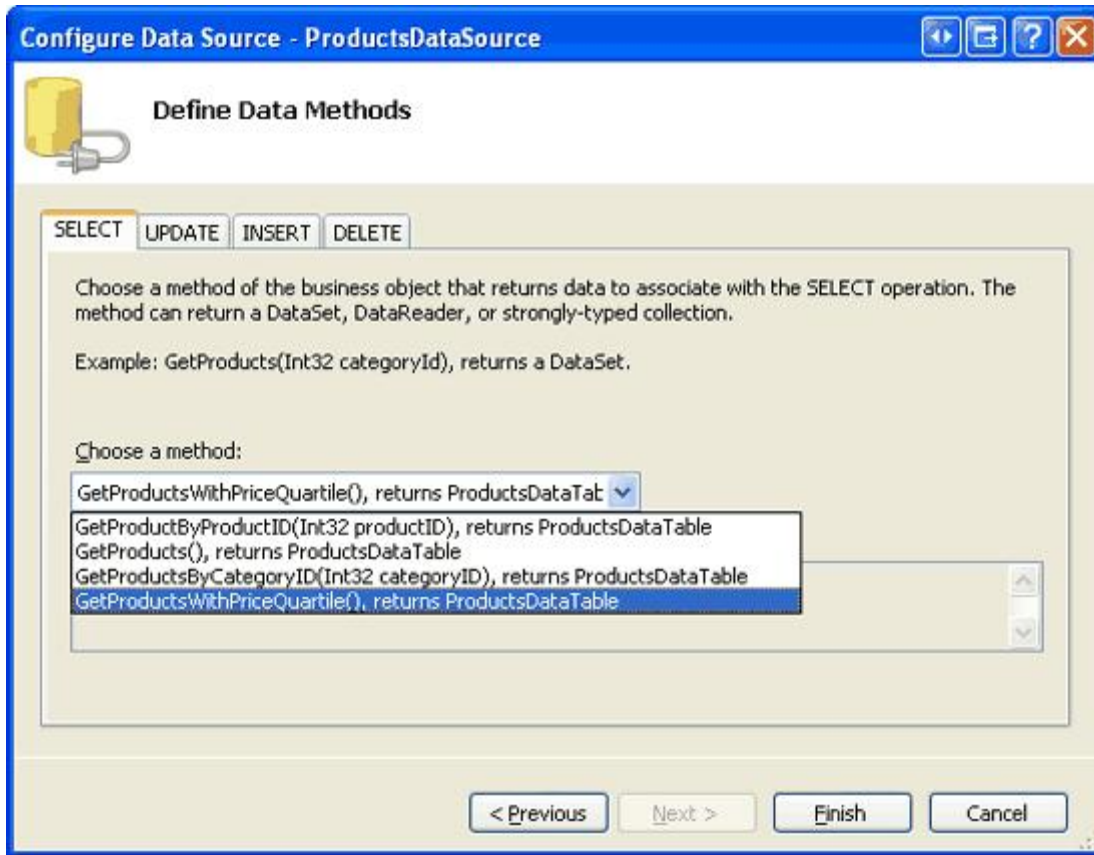 Configure Data Source - ProductsDataSource
Define Data Methods
SELECT UPDATE INSERT DELETE
Choose a method of the business object that returns data to associate with the SELECT operation. The
method can return a DataSet, DataReader, or strongly-typed collection.
Example: GetProducts(Int32 categoryId), returns a DataSet.
Choose a method:
GetProductsWithPriceQuartile(), returns ProductsDataTab
GetProductByProductID(Int32 productID), returns ProductsDataTable
GetProducts(), returns ProductsDataTable
GetProductsByCategoryID(Int32 categoryID), returns ProductsDataTable
GetProductsWithPriceQuartile(), returns ProductsDataTable
< Previous Next > Finish Cancel